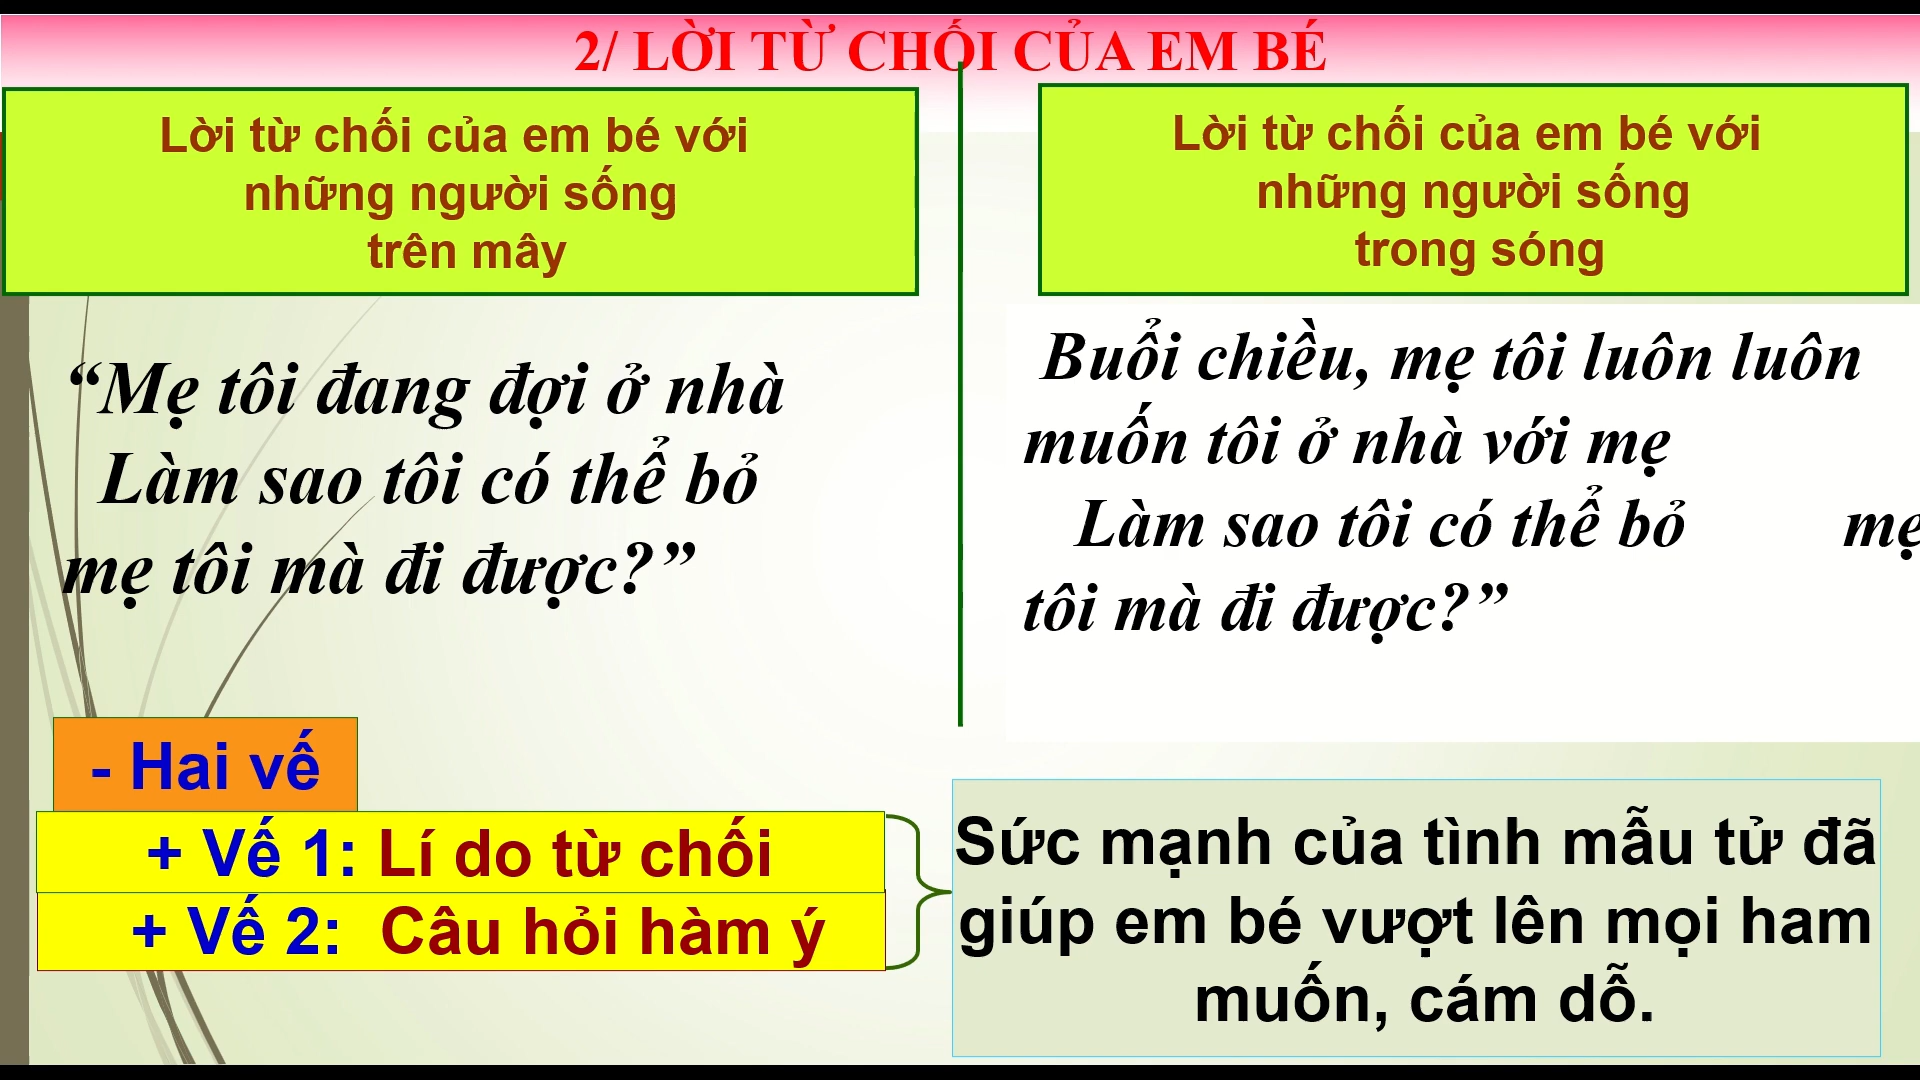 2/ LỜI TỪ CHỐI CỦA EM BÉ
Lời từ chối của em bé với
những người sống
trên mây
Lời từ chối của em bé với
những người sống
trong sóng
“Mẹ tôi đang đợi ở nhà
Làm sao tôi có thể bỏ
mẹ tôi mà đi được?”
Buổi chiều, mẹ tôi luôn luôn
muốn tôi ở nhà với mẹ
Làm sao tôi có thể bỏ mẹ
tôi mà đi được?”
- Hai vế
+ Vế 1: Lí do từ chối
+ Vế 2: Câu hỏi hàm ý
Sức mạnh của tình mẫu tử đã
giúp em bé vượt lên mọi ham
muốn, cám dỗ.